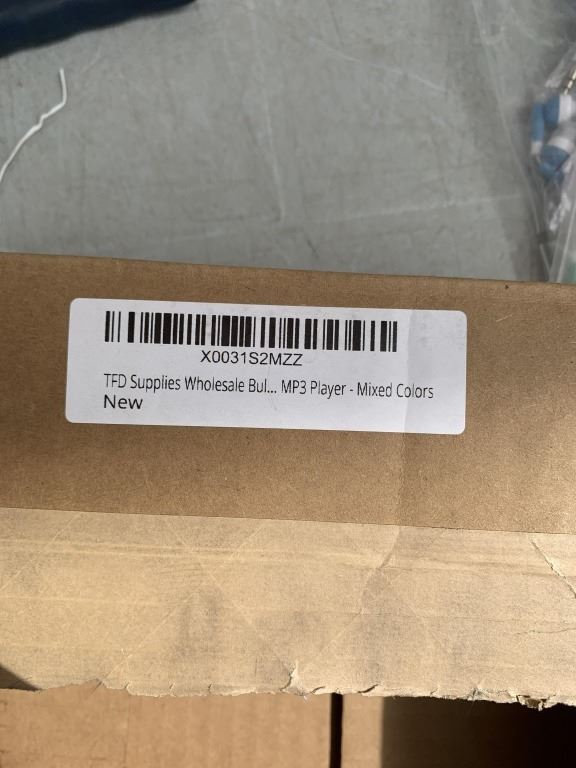 X0031S2MZZ
TFD Supplies Wholesale Bul... MP3 Player - Mixed Colors
New